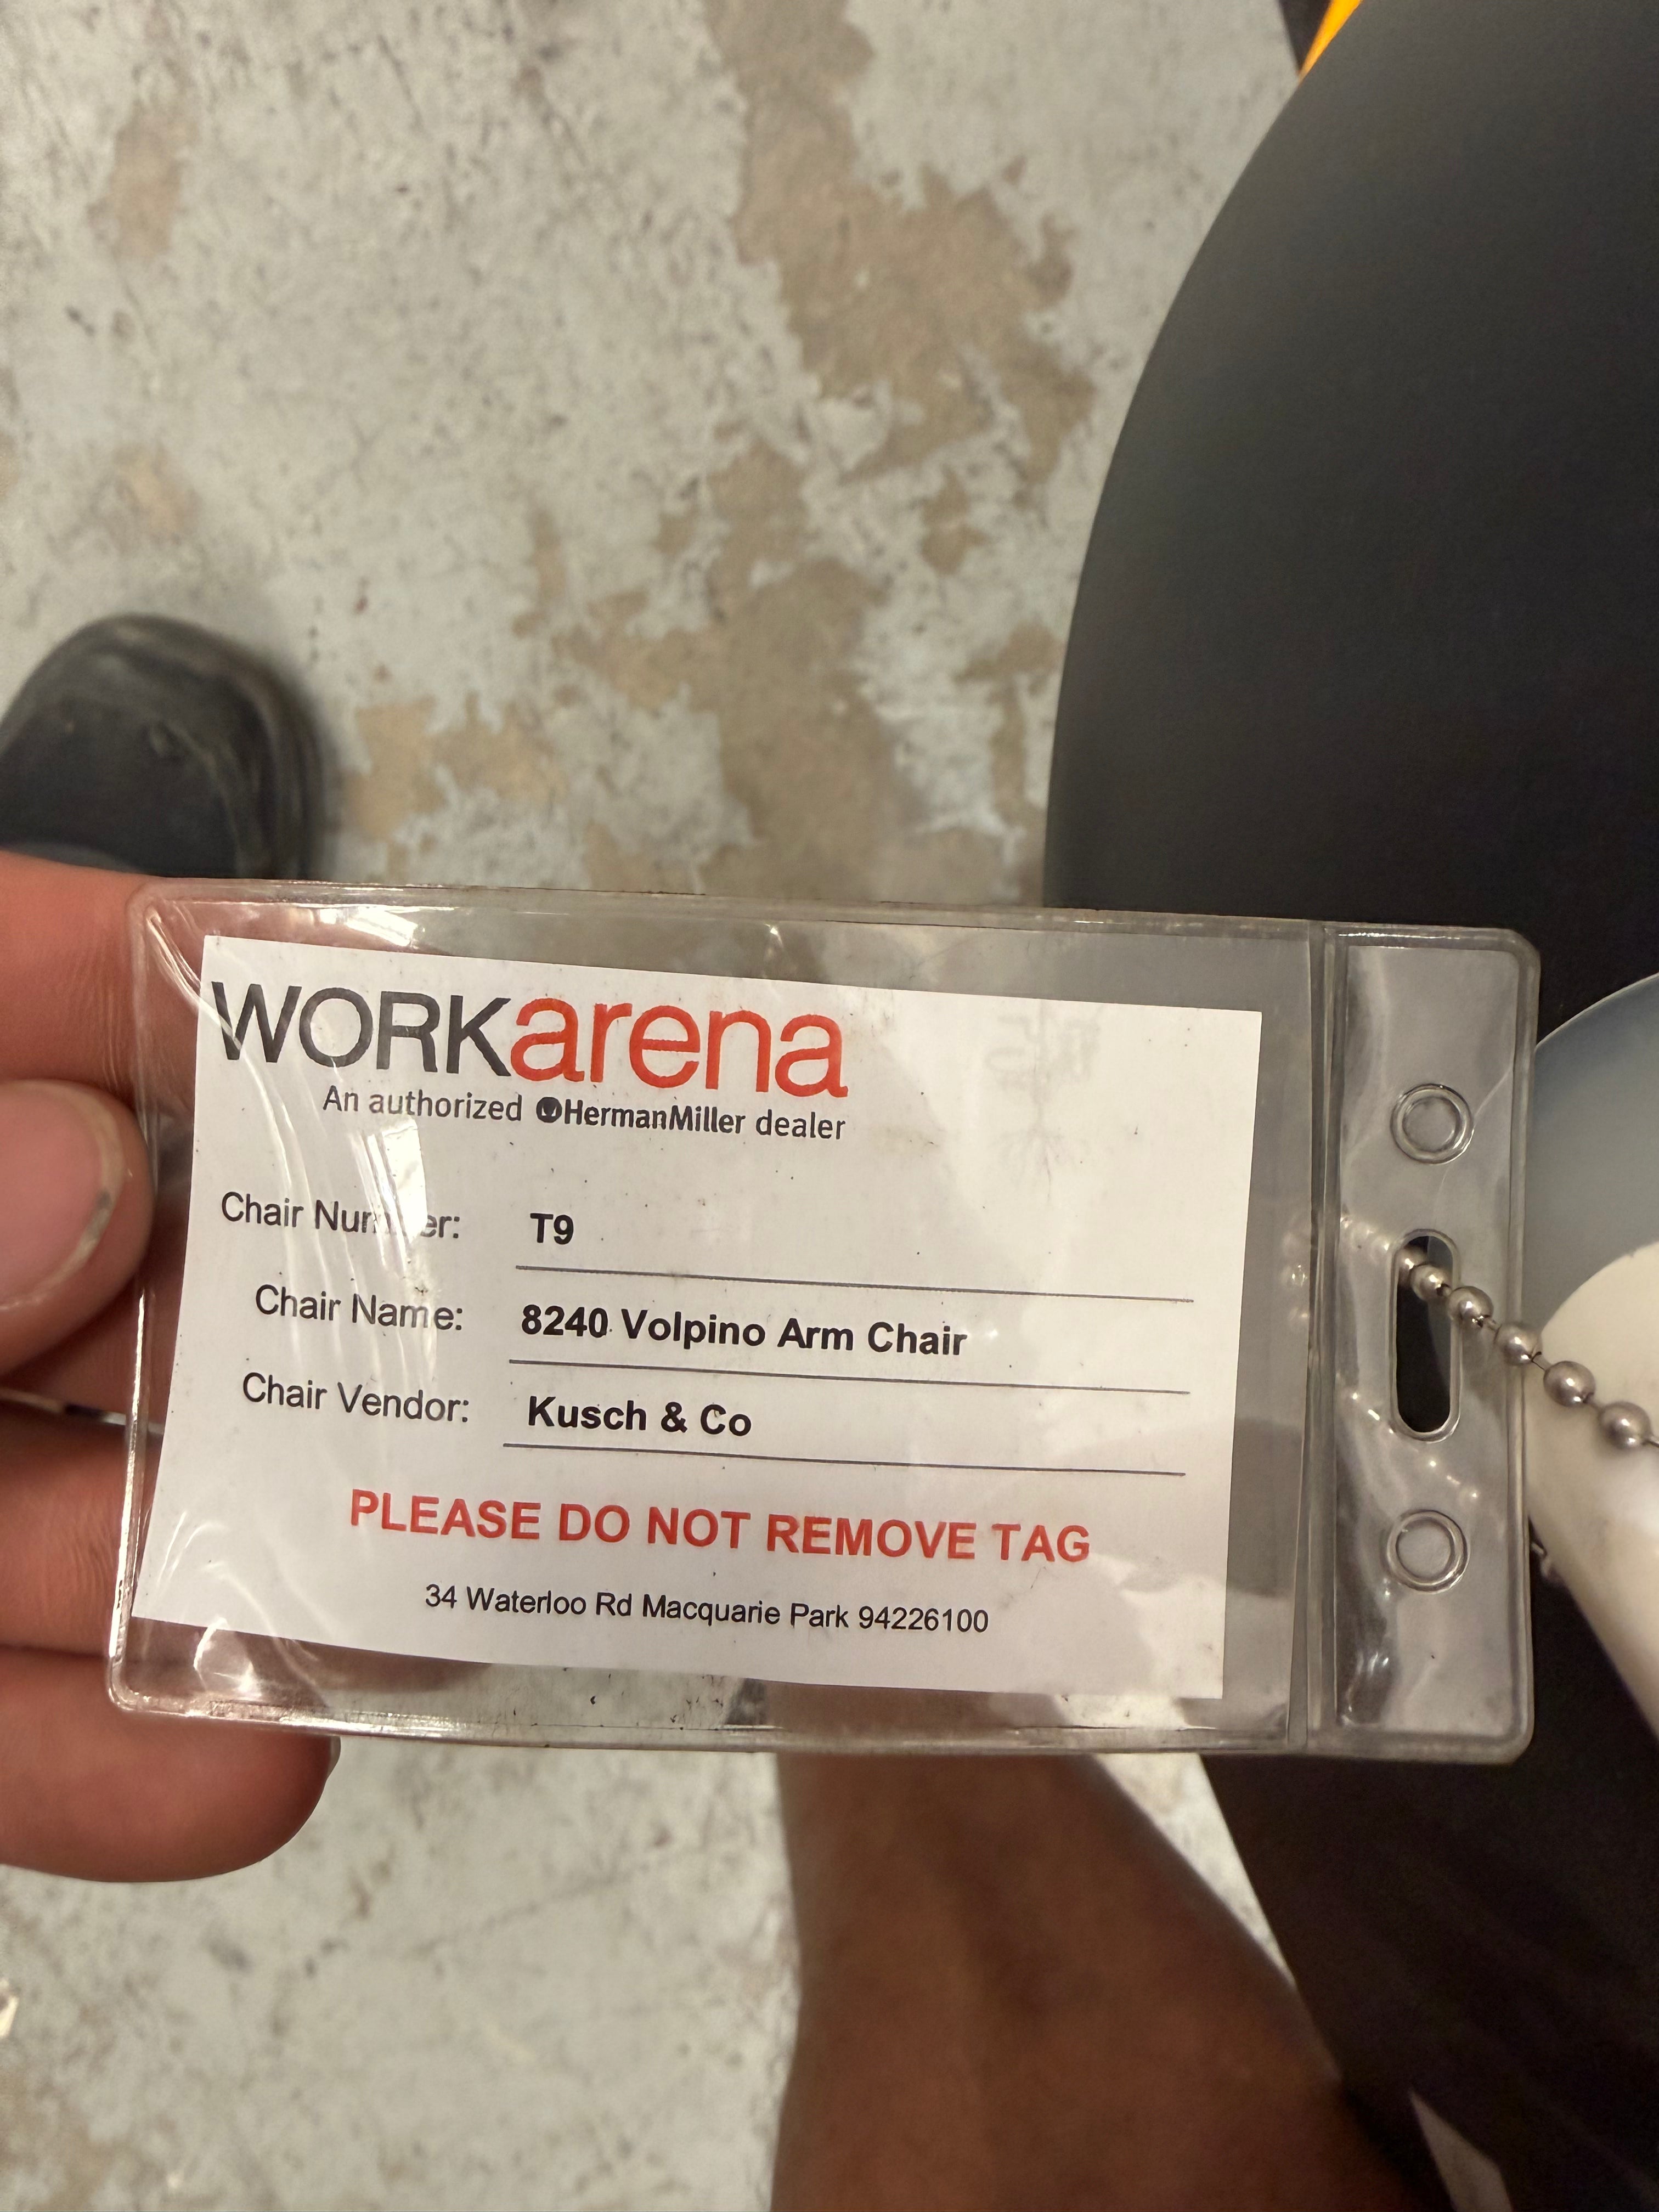 WORKarena
An authorized HermanMiller dealer
Chair Number: T9
Chair Name: 8240 Volpino Arm Chair
Chair Vendor: Kusch & Co
PLEASE DO NOT REMOVE TAG
34 Waterloo Rd Macquarie Park 94226100